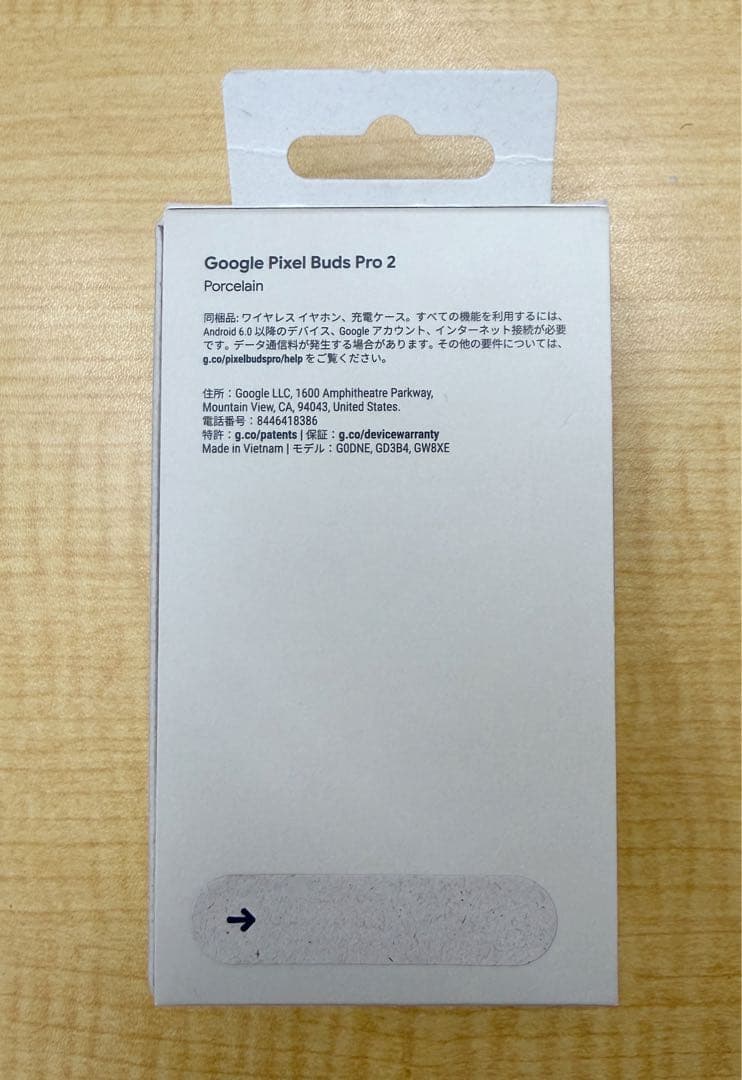 Google Pixel Buds Pro 2
Porcelain
同梱品: ワイヤレス イヤホン、充電ケース。すべての機能を利用するには、
Android 6.0 以降のデバイス、Google アカウント、インターネット接続が必要
です。データ通信料が発生する場合があります。その他の要件については、
g.co/pixelbudspro/help をご覧ください。
住所：Google LLC, 1600 Amphitheatre Parkway,
Mountain View, CA, 94043, United States.
電話番号：8446418386
特許：g.co/patents | 保証：g.co/devicewarranty
Made in Vietnam | モデル：G0DNE, GD3B4, GW8XE